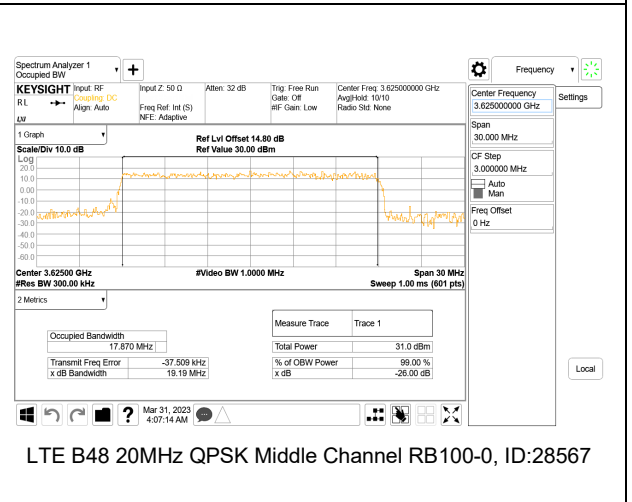 Spectrum Analyzer 1
Occupied BW
+
Frequency
KEYSIGHT Input: RF Input Z: 50 Ω Atten: 32 dB Trig: Free Run Center Freq: 3.625000000 GHz
R L Coupling: DC Gate: Off Avg|Hold: 10/10
Align: Auto Freq Ref: Int (S) #IF Gain: Low Radio Std: None
NFE: Adaptive
Center Frequency
3.625000000 GHz
Settings
Span
30.000 MHz
CF Step
3.000000 MHz
Auto
Man
Freq Offset
0 Hz
Local
1 Graph
Ref Lvl Offset 14.80 dB
Scale/Div 10.0 dB Ref Value 30.00 dBm
Log
20.0
10.0
0.00
-10.0
-20.0
-30.0
-40.0
-50.0
-60.0
Center 3.62500 GHz #Video BW 1.0000 MHz Span 30 MHz
#Res BW 300.00 kHz Sweep 1.00 ms (601 pts)
2 Metrics
Measure Trace Trace 1
Occupied Bandwidth
17.870 MHz Total Power 31.0 dBm
Transmit Freq Error -37.509 kHz % of OBW Power 99.00 %
x dB Bandwidth 19.19 MHz x dB -26.00 dB
? Mar 31, 2023
4:07:14 AM
LTE B48 20MHz QPSK Middle Channel RB100-0, ID:28567